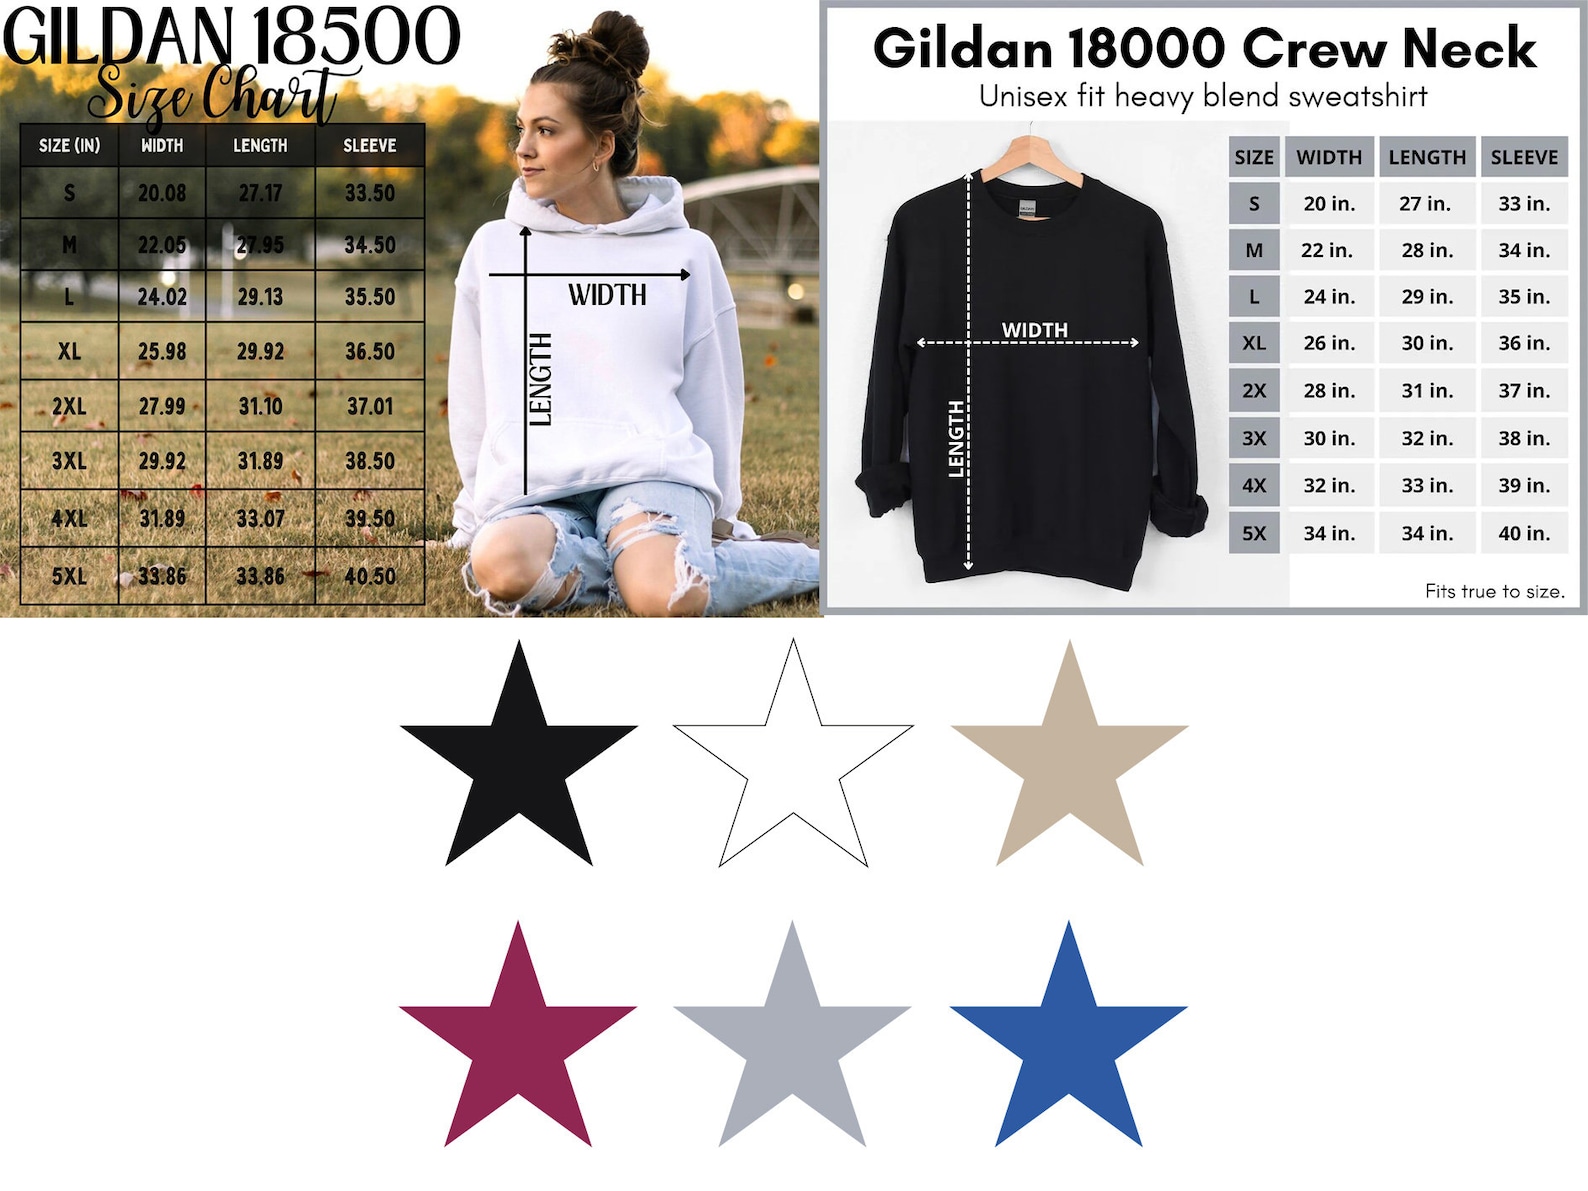 GILDAN 18500
Size Chart
SIZE (IN) WIDTH LENGTH SLEEVE
S 20.08 27.17 33.50
M 22.05 27.95 34.50
L 24.02 29.13 35.50
XL 25.98 29.92 36.50
2XL 27.99 31.10 37.01
3XL 29.92 31.89 38.50
4XL 31.89 33.07 39.50
5XL 33.86 33.86 40.50
WIDTH
LENGTH
Gildan 18000 Crew Neck
Unisex fit heavy blend sweatshirt
GILDAN
WIDTH
LENGTH
SIZE WIDTH LENGTH SLEEVE
S 20 in. 27 in. 33 in.
M 22 in. 28 in. 34 in.
L 24 in. 29 in. 35 in.
XL 26 in. 30 in. 36 in.
2X 28 in. 31 in. 37 in.
3X 30 in. 32 in. 38 in.
4X 32 in. 33 in. 39 in.
5X 34 in. 34 in. 40 in.
Fits true to size.